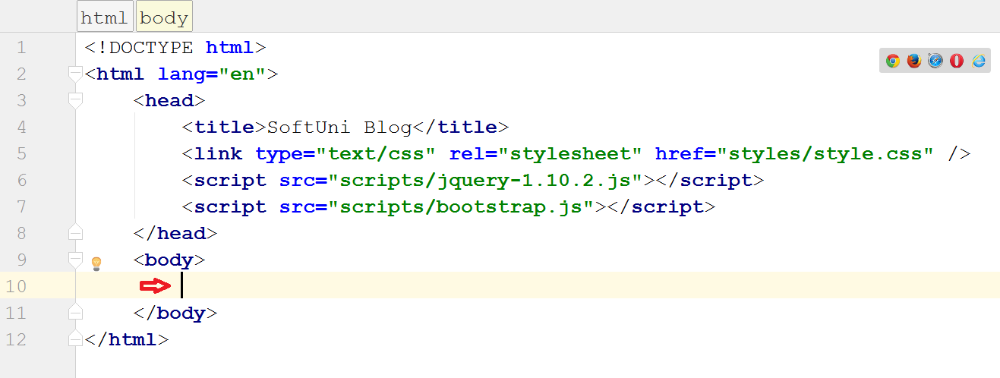 html body
1 <!DOCTYPE html>
2 <html lang="en">
3     <head>
4         <title>SoftUni Blog</title>
5         <link type="text/css" rel="stylesheet" href="styles/style.css" />
6         <script src="scripts/jquery-1.10.2.js"></script>
7         <script src="scripts/bootstrap.js"></script>
8     </head>
9     <body>
10
11     </body>
12 </html>